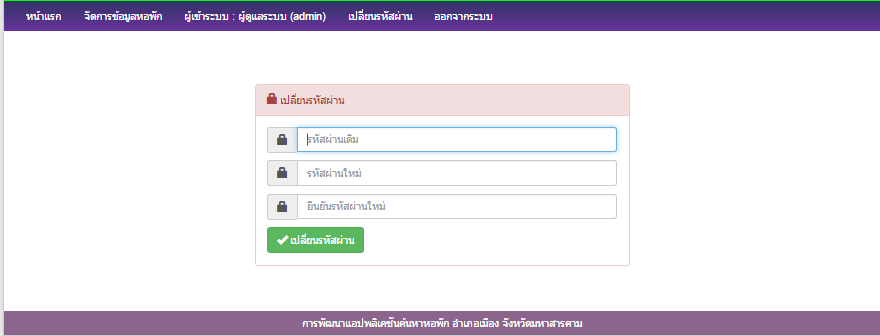 หน้าแรก จัดการข้อมูลหอพัก ผู้เข้าระบบ : ผู้ดูแลระบบ (admin) เปลี่ยนรหัสผ่าน ออกจากระบบ
เปลี่ยนรหัสผ่าน
รหัสผ่านเดิม
รหัสผ่านใหม่
ยืนยันรหัสผ่านใหม่
เปลี่ยนรหัสผ่าน
การพัฒนาแอปพลิเคชันค้นหาหอพัก อำเภอเมือง จังหวัดมหาสารคาม